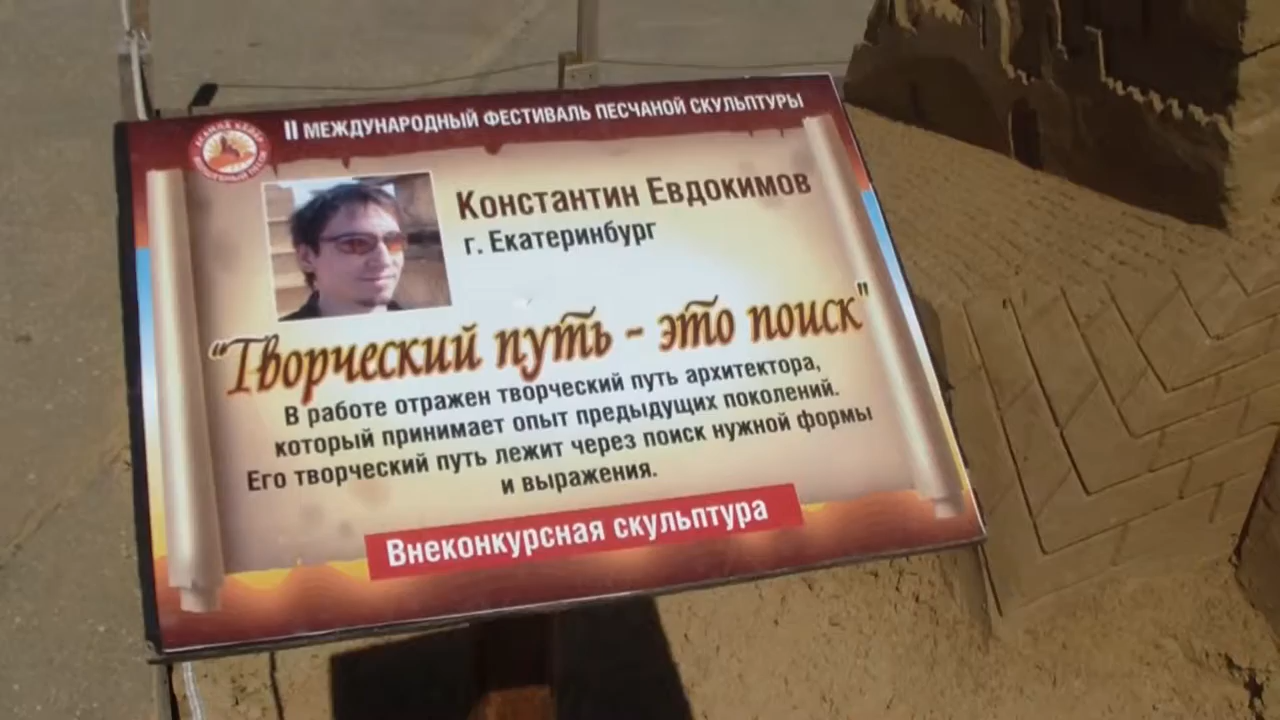 II МЕЖДУНАРОДНЫЙ ФЕСТИВАЛЬ ПЕСЧАНОЙ СКУЛЬПТУРЫ
Константин Евдокимов
г. Екатеринбург
“Творческий путь - это поиск”
В работе отражен творческий путь архитектора,
который принимает опыт предыдущих поколений.
Его творческий путь лежит через поиск нужной формы
и выражения.
Внеконкурсная скульптура